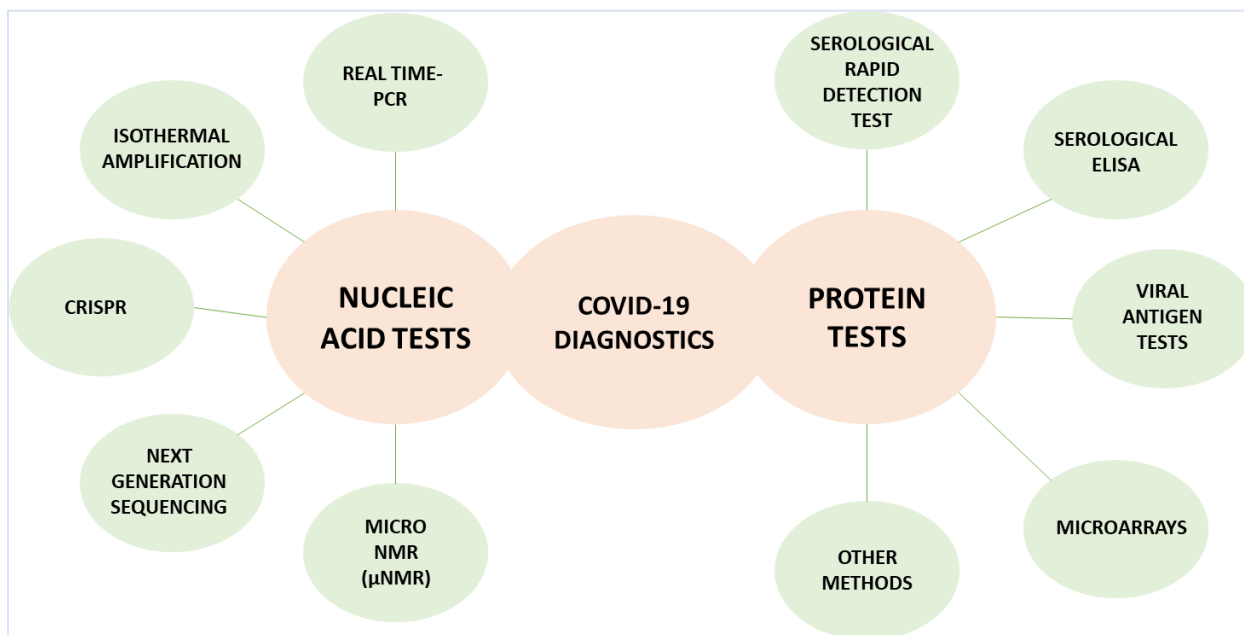 REAL TIME-
PCR
ISOTHERMAL
AMPLIFICATION
CRISPR
NEXT
GENERATION
SEQUENCING
MICRO
NMR
(µNMR)
NUCLEIC
ACID TESTS
COVID-19
DIAGNOSTICS
PROTEIN
TESTS
SEROLOGICAL
RAPID
DETECTION
TEST
SEROLOGICAL
ELISA
VIRAL
ANTIGEN
TESTS
MICROARRAYS
OTHER
METHODS